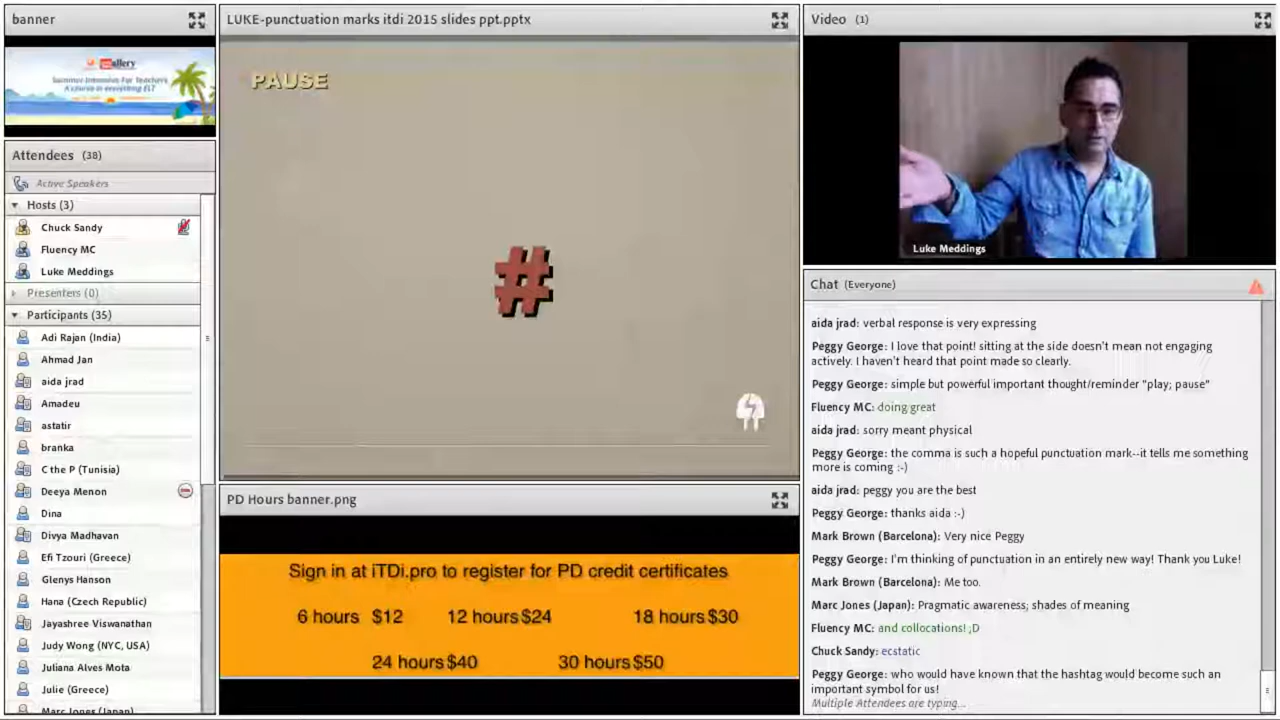 banner
Summer Intensive For Teachers
A course in everything ELT
Attendees (38)
Active Speakers
Hosts (3)
Chuck Sandy
Fluency MC
Luke Meddings
Presenters (0)
Participants (35)
Adi Rajan (India)
Ahmad Jan
aida jrad
Amadeu
astatir
branka
C the P (Tunisia)
Deeya Menon
Dina
Divya Madhavan
Efi Tzouri (Greece)
Glenys Hanson
Hana (Czech Republic)
Jayashree Viswanathan
Judy Wong (NYC, USA)
Juliana Alves Mota
Julie (Greece)
Marc Jones (Japan)
LUKE-punctuation marks itdi 2015 slides ppt.pptx
PAUSE
#
PD Hours banner.png
Sign in at iTDi.pro to register for PD credit certificates
6 hours $12 12 hours $24 18 hours $30
24 hours $40 30 hours $50
Video (1)
Luke Meddings
Chat (Everyone)
aida jrad: verbal response is very expressing
Peggy George: I love that point! sitting at the side doesn't mean not engaging
actively. I haven't heard that point made so clearly.
Peggy George: simple but powerful important thought/reminder "play; pause"
Fluency MC: doing great
aida jrad: sorry meant physical
Peggy George: the comma is such a hopeful punctuation mark--it tells me something
more is coming :-)
aida jrad: peggy you are the best
Peggy George: thanks aida :-)
Mark Brown (Barcelona): Very nice Peggy
Peggy George: I'm thinking of punctuation in an entirely new way! Thank you Luke!
Mark Brown (Barcelona): Me too.
Marc Jones (Japan): Pragmatic awareness; shades of meaning
Fluency MC: and collocations! ;D
Chuck Sandy: ecstatic
Peggy George: who would have known that the hashtag would become such an
important symbol for us!
Multiple Attendees are typing...